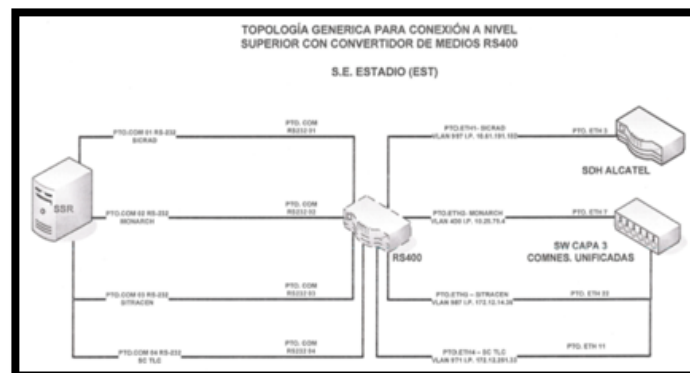 TOPOLOGÍA GENERICA PARA CONEXIÓN A NIVEL
SUPERIOR CON CONVERTIDOR DE MEDIOS RS400
S.E. ESTADIO (EST)
PTO.COM 01 RS-232
SICRAD
PTO. COM
RS232 01
PTO.ETH1- SICRAD
VLAN I.P.
PTO. ETH 3
SDH ALCATEL
SSR
PTO.COM 02 RS-232
MONARCH
PTO. COM
RS232 02
RS400
PTO.ETH2- MONARCH
VLAN I.P.
PTO. ETH 7
SW CAPA 3
COMNES. UNIFICADAS
PTO.COM 03 RS-232
SITRACEN
PTO. COM
RS232 03
PTO.ETH3 – SITRACEN
VLAN I.P.
PTO. ETH
PTO.COM 04 RS-232
SC TLC
PTO. COM
RS232 04
PTO.ETH4 – SC TLC
VLAN I.P.
PTO. ETH 11